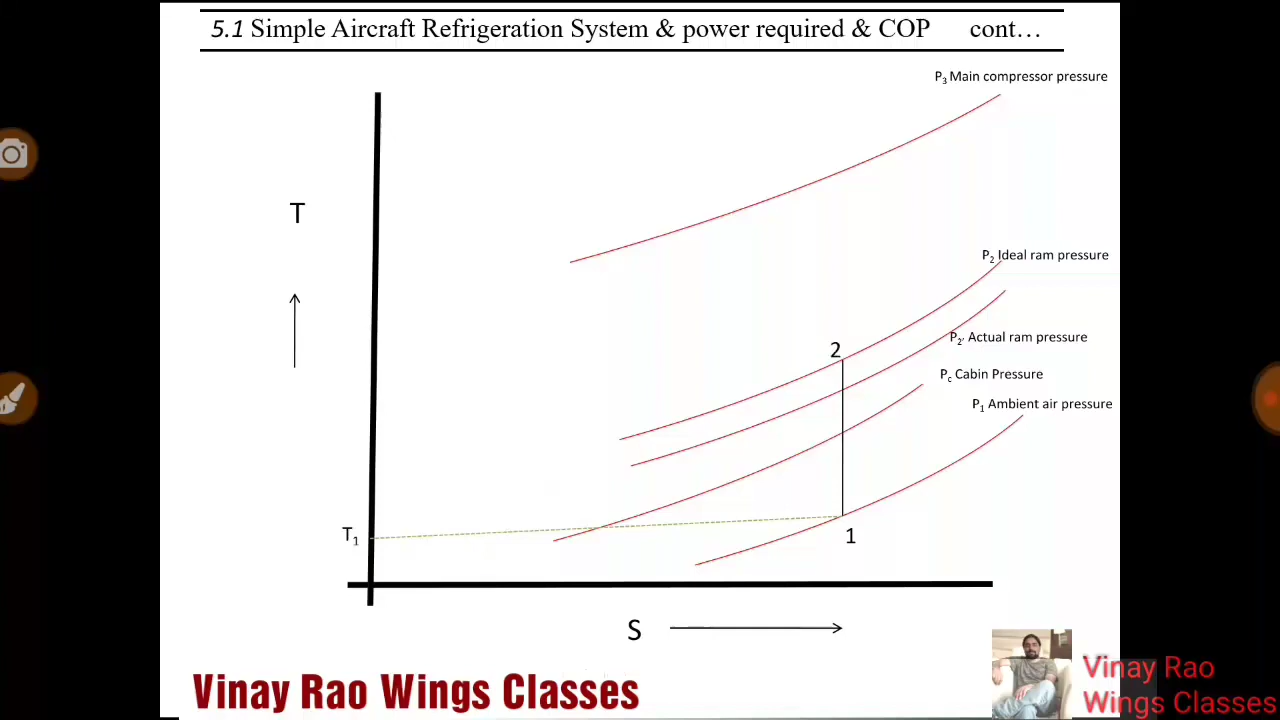 5.1 Simple Aircraft Refrigeration System & power required & COP cont…
P3 Main compressor pressure
T
P2 Ideal ram pressure
P2' Actual ram pressure
2
Pc Cabin Pressure
P1 Ambient air pressure
T1
1
S
Vinay Rao Wings Classes
Vinay Rao
Wings Classes